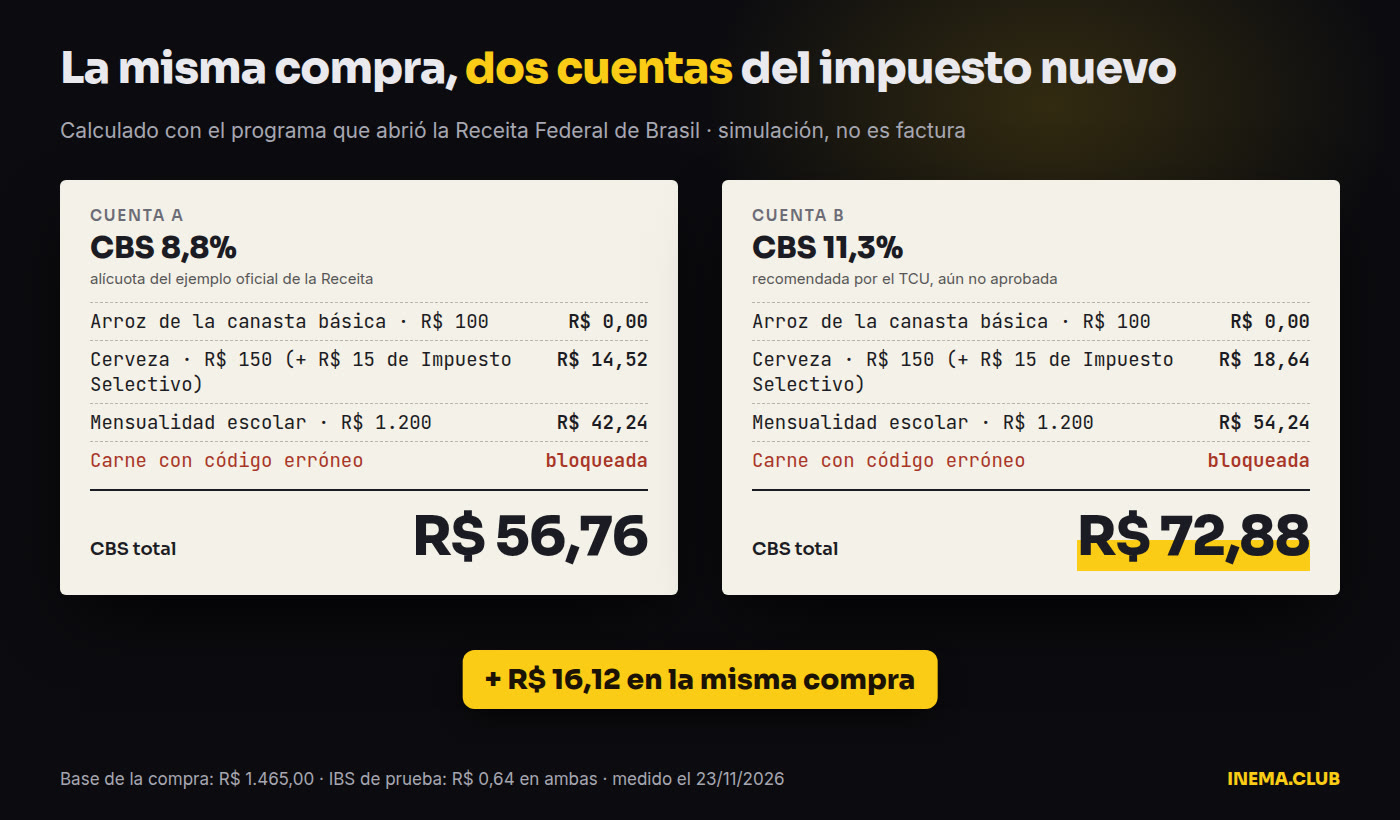 La misma compra, dos cuentas del impuesto nuevo
Calculado con el programa que abrió la Receita Federal de Brasil · simulación, no es factura
CUENTA A
CBS 8,8%
alícuota del ejemplo oficial de la Receita
Arroz de la canasta básica · R$ 100 R$ 0,00
Cerveza · R$ 150 (+ R$ 15 de Impuesto R$ 14,52
Selectivo)
Mensualidad escolar · R$ 1.200 R$ 42,24
Carne con código erróneo bloqueada
CBS total R$ 56,76
CUENTA B
CBS 11,3%
recomendada por el TCU, aún no aprobada
Arroz de la canasta básica · R$ 100 R$ 0,00
Cerveza · R$ 150 (+ R$ 15 de Impuesto R$ 18,64
Selectivo)
Mensualidad escolar · R$ 1.200 R$ 54,24
Carne con código erróneo bloqueada
CBS total R$ 72,88
+ R$ 16,12 en la misma compra
Base de la compra: R$ 1.465,00 · IBS de prueba: R$ 0,64 en ambas · medido el 23/11/2026
INEMA.CLUB